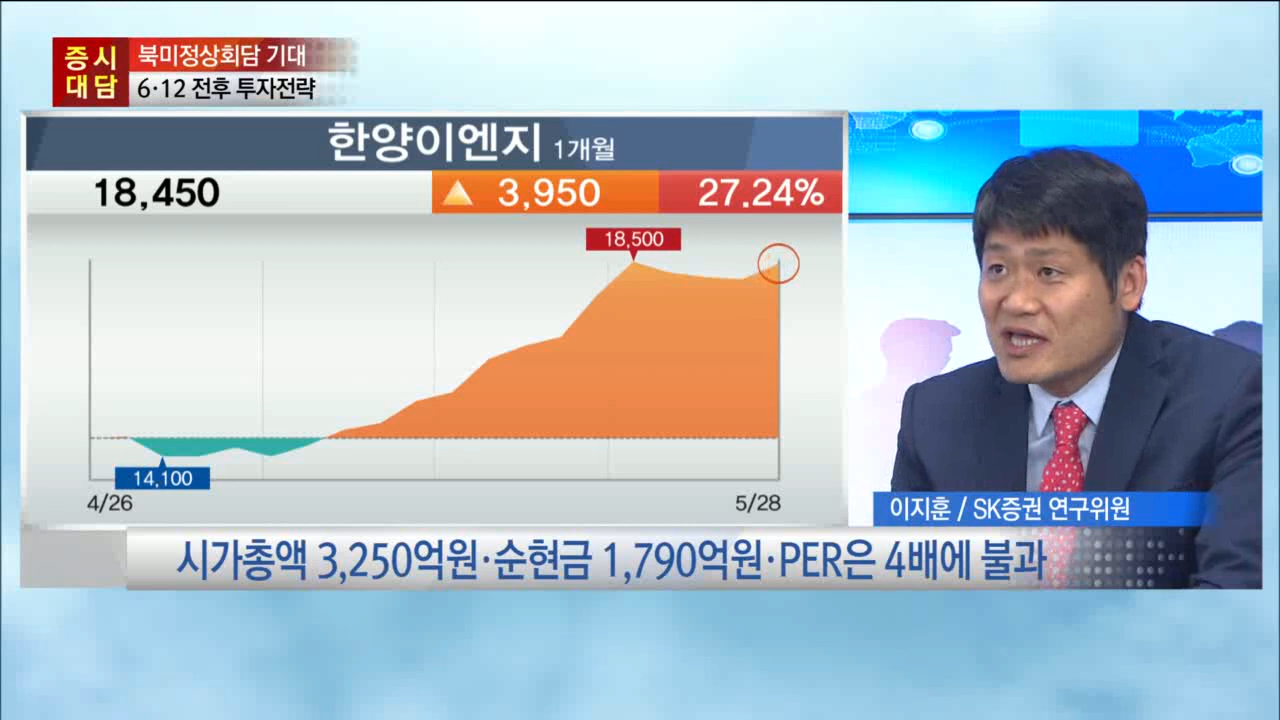 증시
대담
북미정상회담 기대
6·12 전후 투자전략
한양이엔지 1개월
18,450 ▲ 3,950 27.24%
18,500
14,100
4/26 5/28
이지훈 / SK증권 연구위원
시가총액 3,250억원·순현금 1,790억원·PER은 4배에 불과